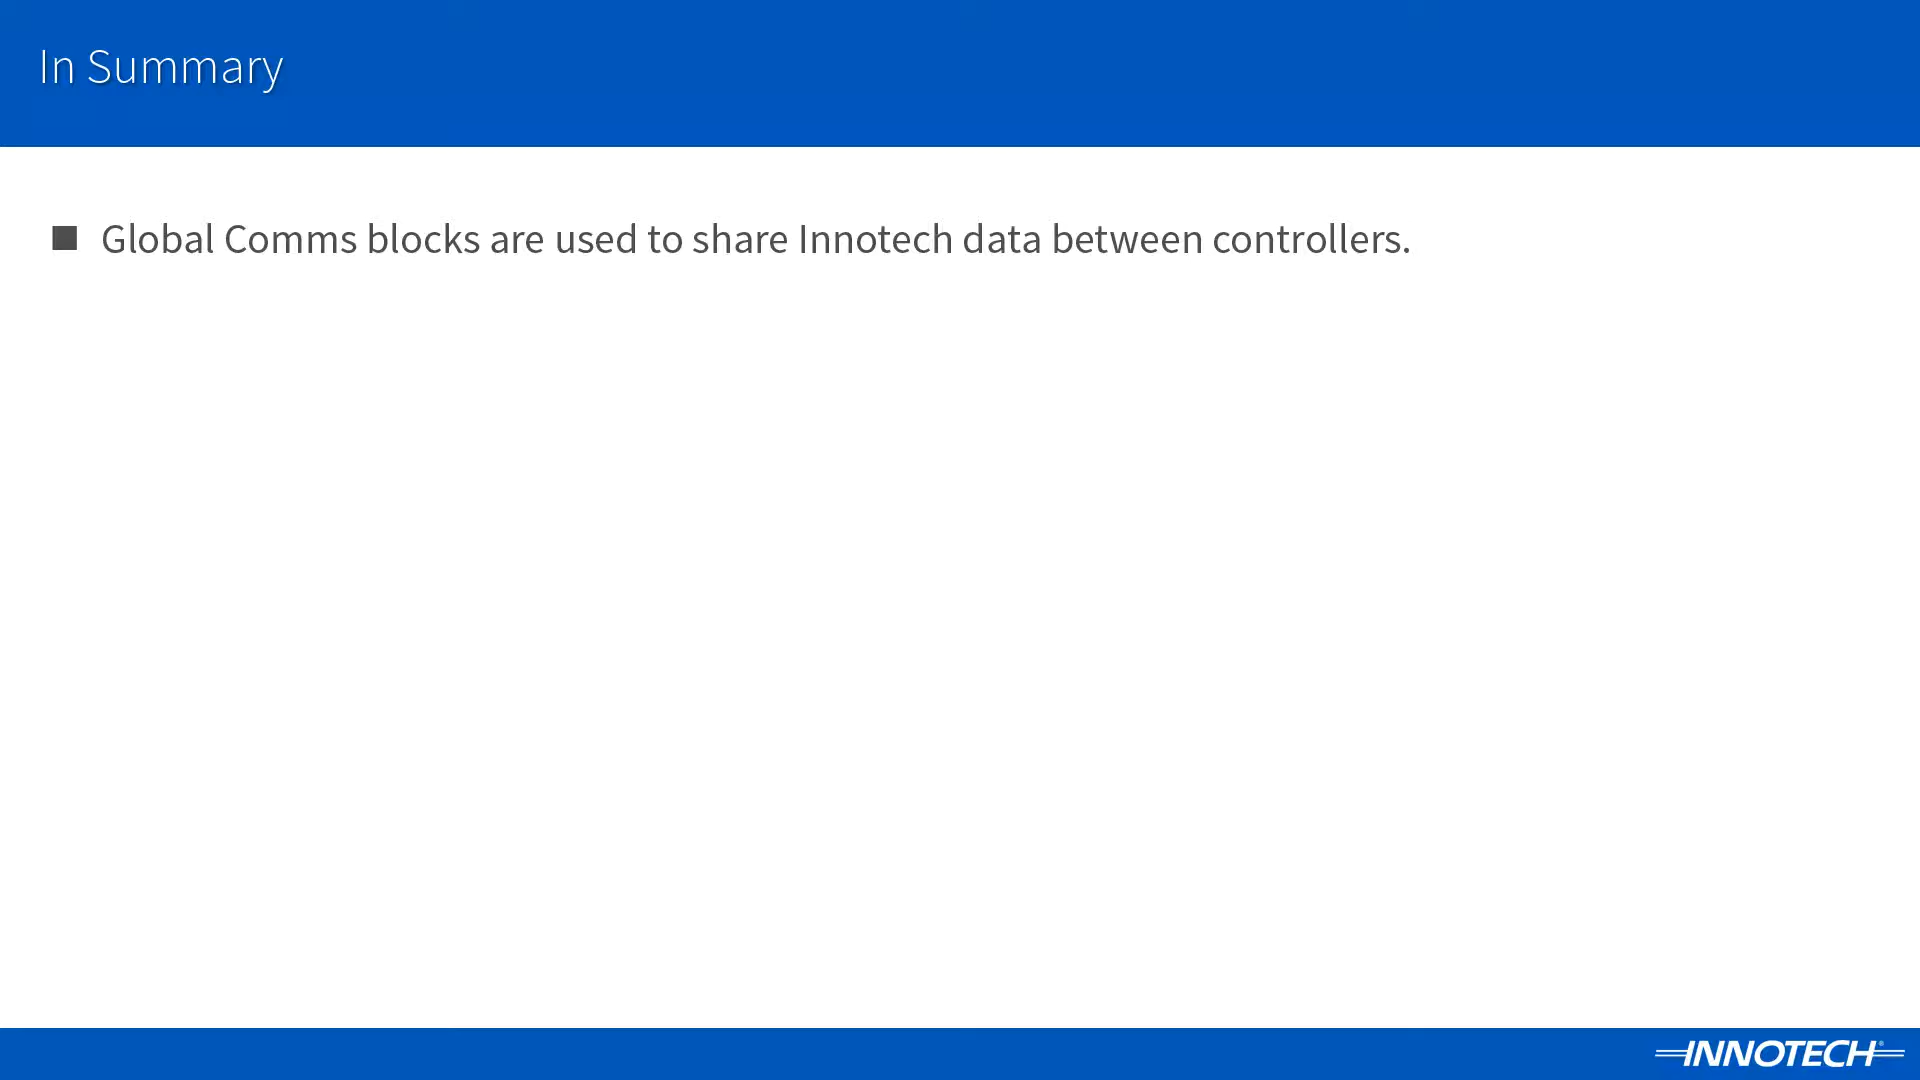 In Summary
■ Global Comms blocks are used to share Innotech data between controllers.
INNOTECH®